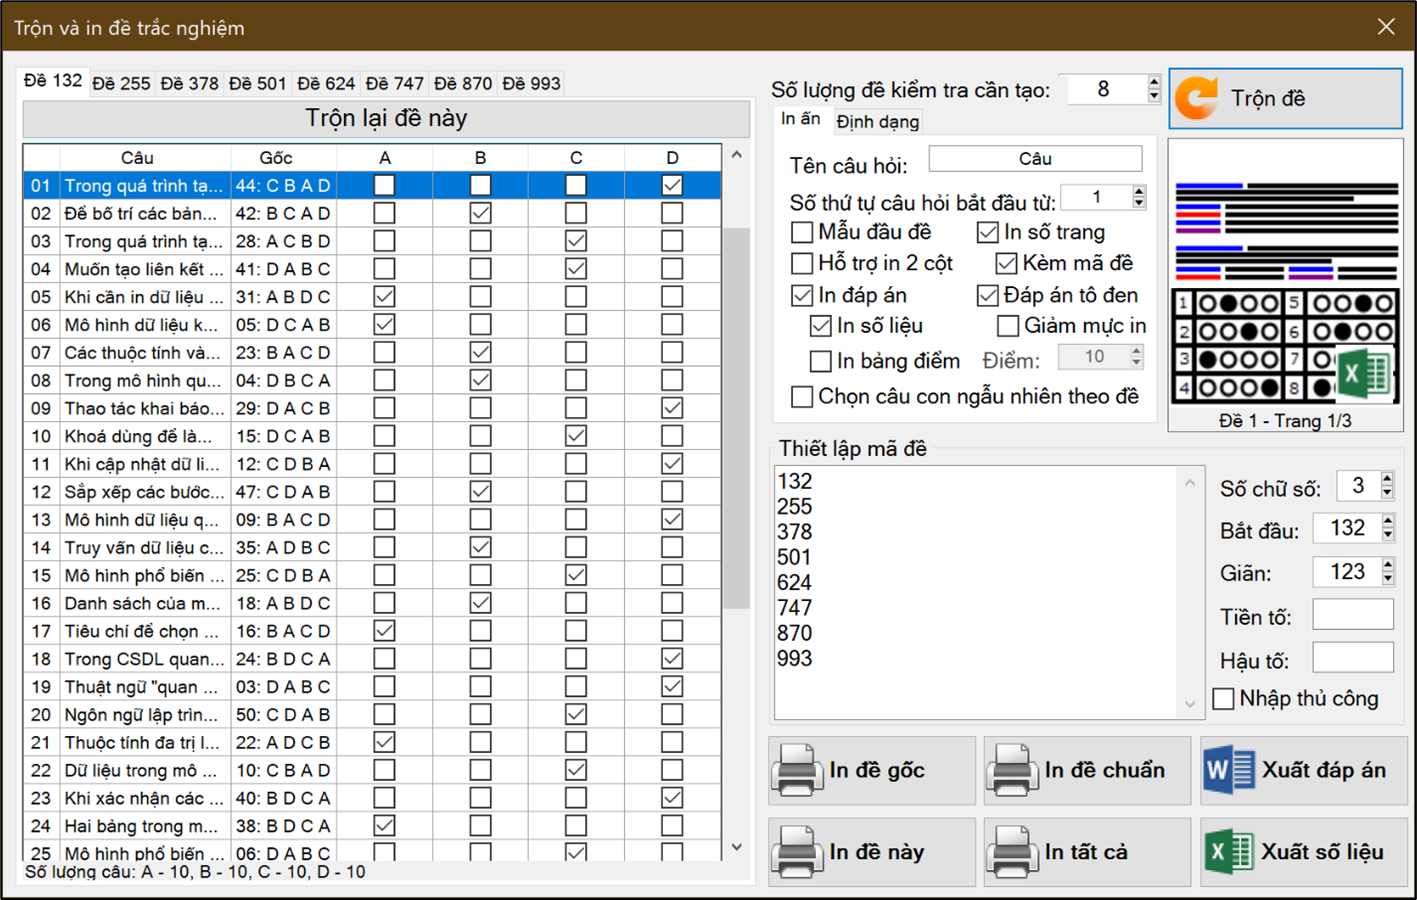 Trộn và in đề trắc nghiệm
Đề 132 Đề 255 Đề 378 Đề 501 Đề 624 Đề 747 Đề 870 Đề 993
Trộn lại đề này
Câu Gốc A B C D
01 Trong quá trình tạ... 44: C B A D
02 Để bố trí các bản... 42: B C A D
03 Trong quá trình tạ... 28: A C B D
04 Muốn tạo liên kết ... 41: D A B C
05 Khi cần in dữ liệu ... 31: A B D C
06 Mô hình dữ liệu k... 05: D C A B
07 Các thuộc tính và... 23: B A C D
08 Trong mô hình qu... 04: D B C A
09 Thao tác khai báo... 29: D A C B
10 Khoá dùng để là... 15: D C A B
11 Khi cập nhật dữ li... 12: C D B A
12 Sắp xếp các bước... 47: C D A B
13 Mô hình dữ liệu q... 09: B A C D
14 Truy vấn dữ liệu c... 35: A D B C
15 Mô hình phổ biến ... 25: C D B A
16 Danh sách của m... 18: A B D C
17 Tiêu chí để chọn ... 16: B A C D
18 Trong CSDL quan... 24: B D C A
19 Thuật ngữ "quan ... 03: D A B C
20 Ngôn ngữ lập trìn... 50: C D A B
21 Thuộc tính đa trị l... 22: A D C B
22 Dữ liệu trong mô ... 10: C B A D
23 Khi xác nhận các ... 40: B D C A
24 Hai bảng trong m... 38: B D C A
25 Mô hình phổ biến ... 06: D A B C
Số lượng câu: A - 10, B - 10, C - 10, D - 10
Số lượng đề kiểm tra cần tạo: 8
In ấn Định dạng
Tên câu hỏi: Câu
Số thứ tự câu hỏi bắt đầu từ: 1
Mẫu đầu đề In số trang
Hỗ trợ in 2 cột Kèm mã đề
In đáp án Đáp án tô đen
In số liệu Giảm mực in
In bảng điểm Điểm: 10
Chọn câu con ngẫu nhiên theo đề
Trộn đề
1 5
2 6
3 7
4 8
X
Đề 1 - Trang 1/3
Thiết lập mã đề
132
255
378
501
624
747
870
993
Số chữ số: 3
Bắt đầu: 132
Giãn: 123
Tiền tố:
Hậu tố:
Nhập thủ công
In đề gốc
In đề chuẩn
W Xuất đáp án
In đề này
In tất cả
X Xuất số liệu